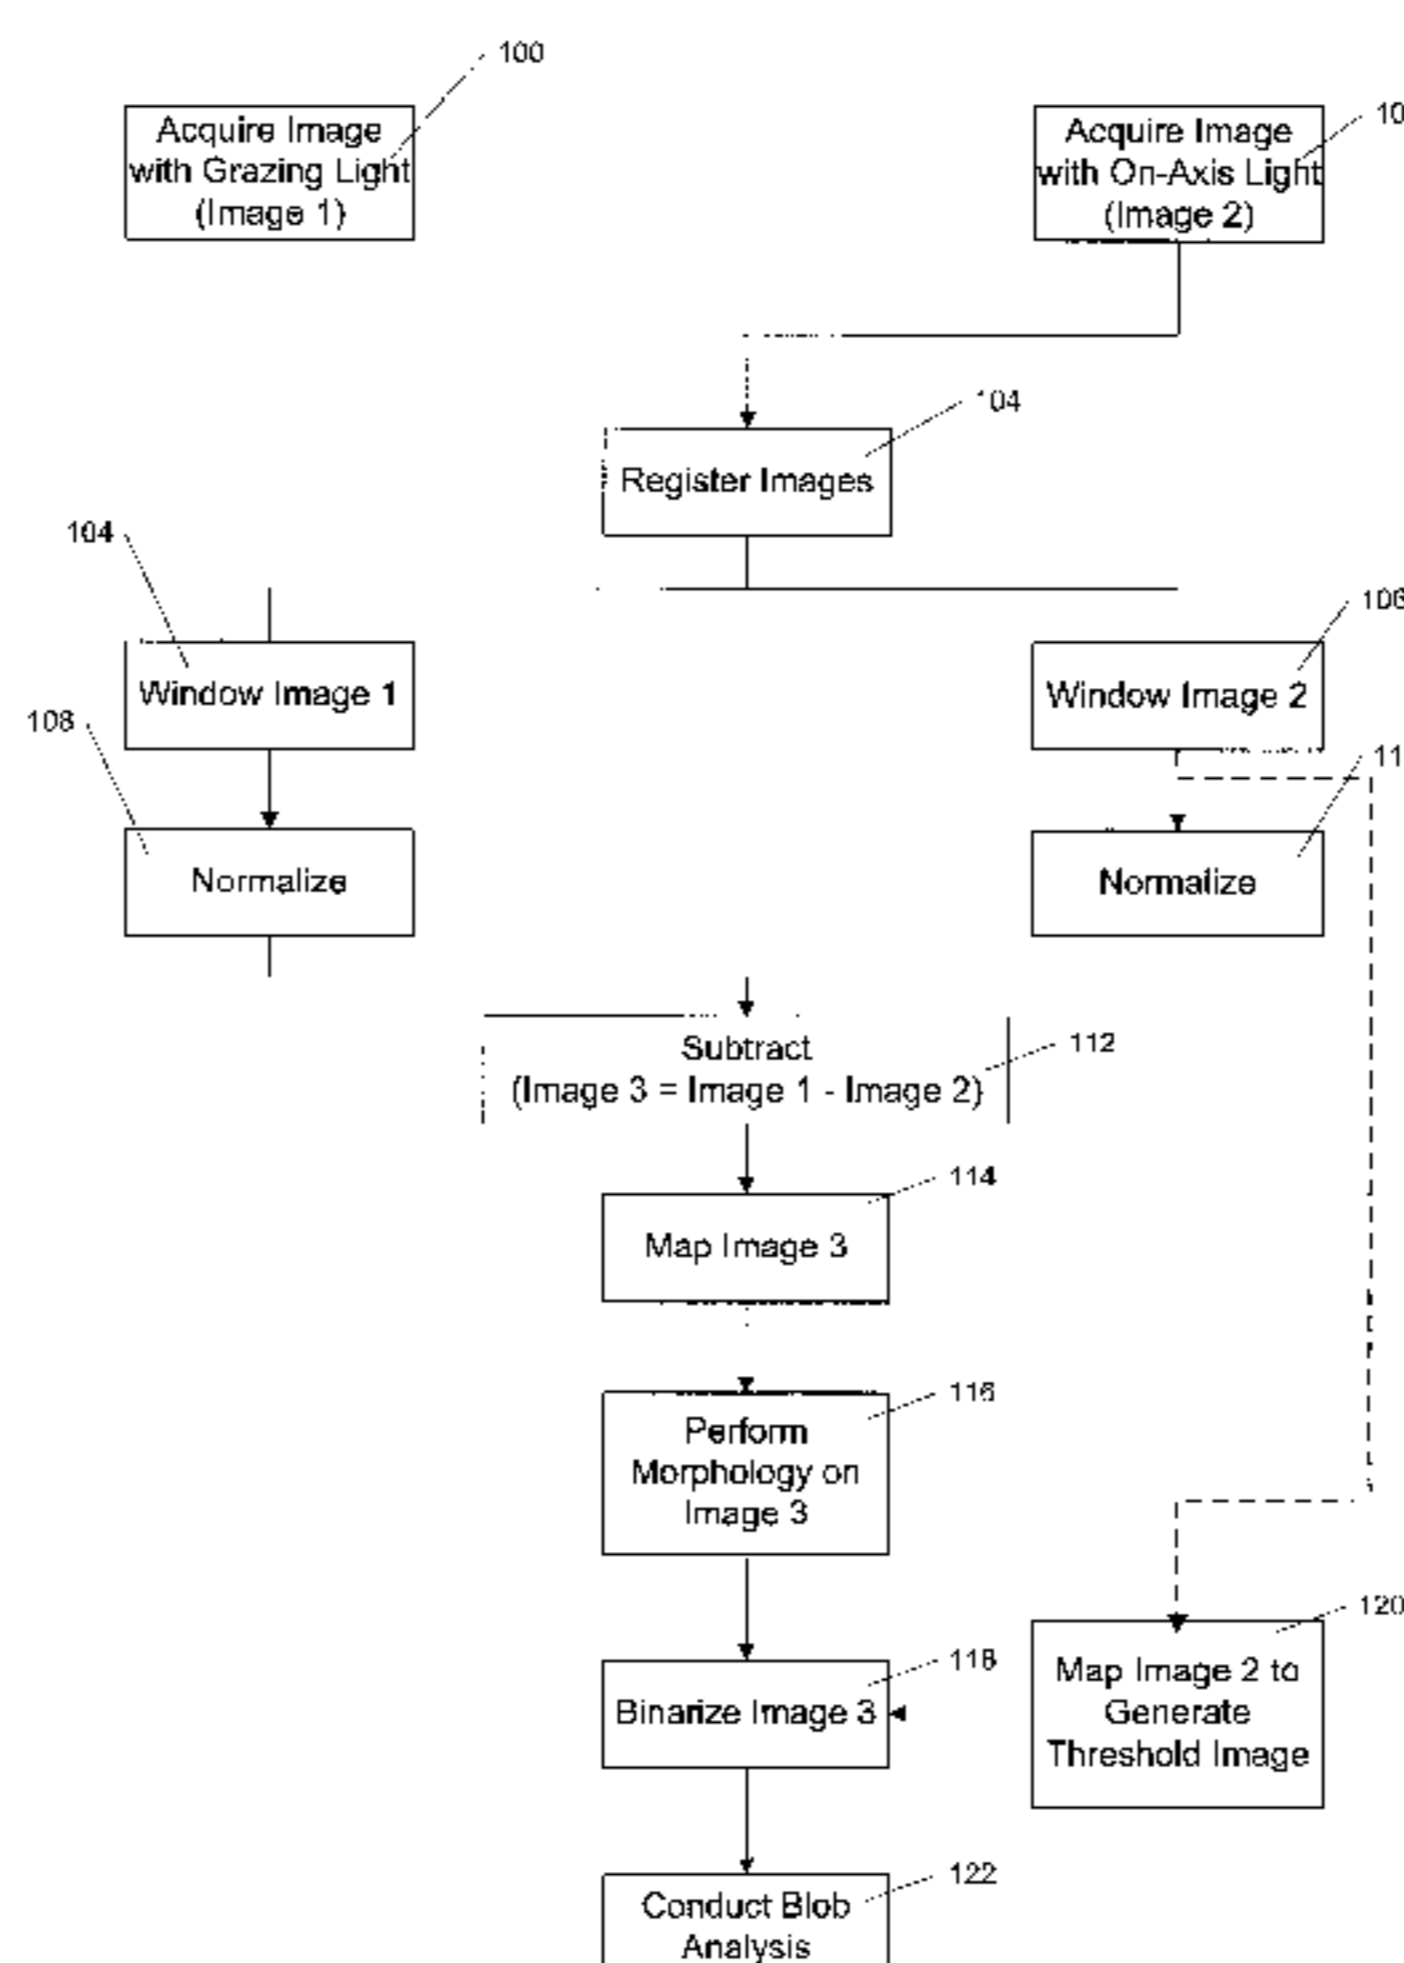 100
Acquire Image
with Grazing Light
(Image 1)
10
Acquire Image
with On-Axis Light
(Image 2)
104
Register Images
104
Window Image 1
106
Window Image 2
108
Normalize
11
Normalize
112
Subtract
(Image 3 = Image 1 - Image 2)
114
Map Image 3
116
Perform
Morphology on
Image 3
118
Binarize Image 3
120
Map Image 2 to
Generate
Threshold Image
122
Conduct Blob
Analysis